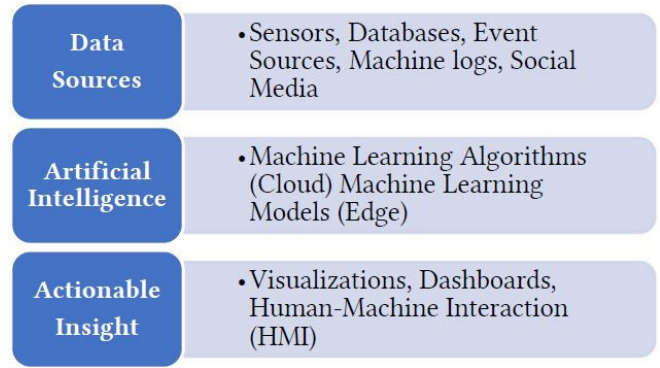 Data
Sources
•Sensors, Databases, Event
Sources, Machine logs, Social
Media
Artificial
Intelligence
•Machine Learning Algorithms
(Cloud) Machine Learning
Models (Edge)
Actionable
Insight
•Visualizations, Dashboards,
Human-Machine Interaction
(HMI)